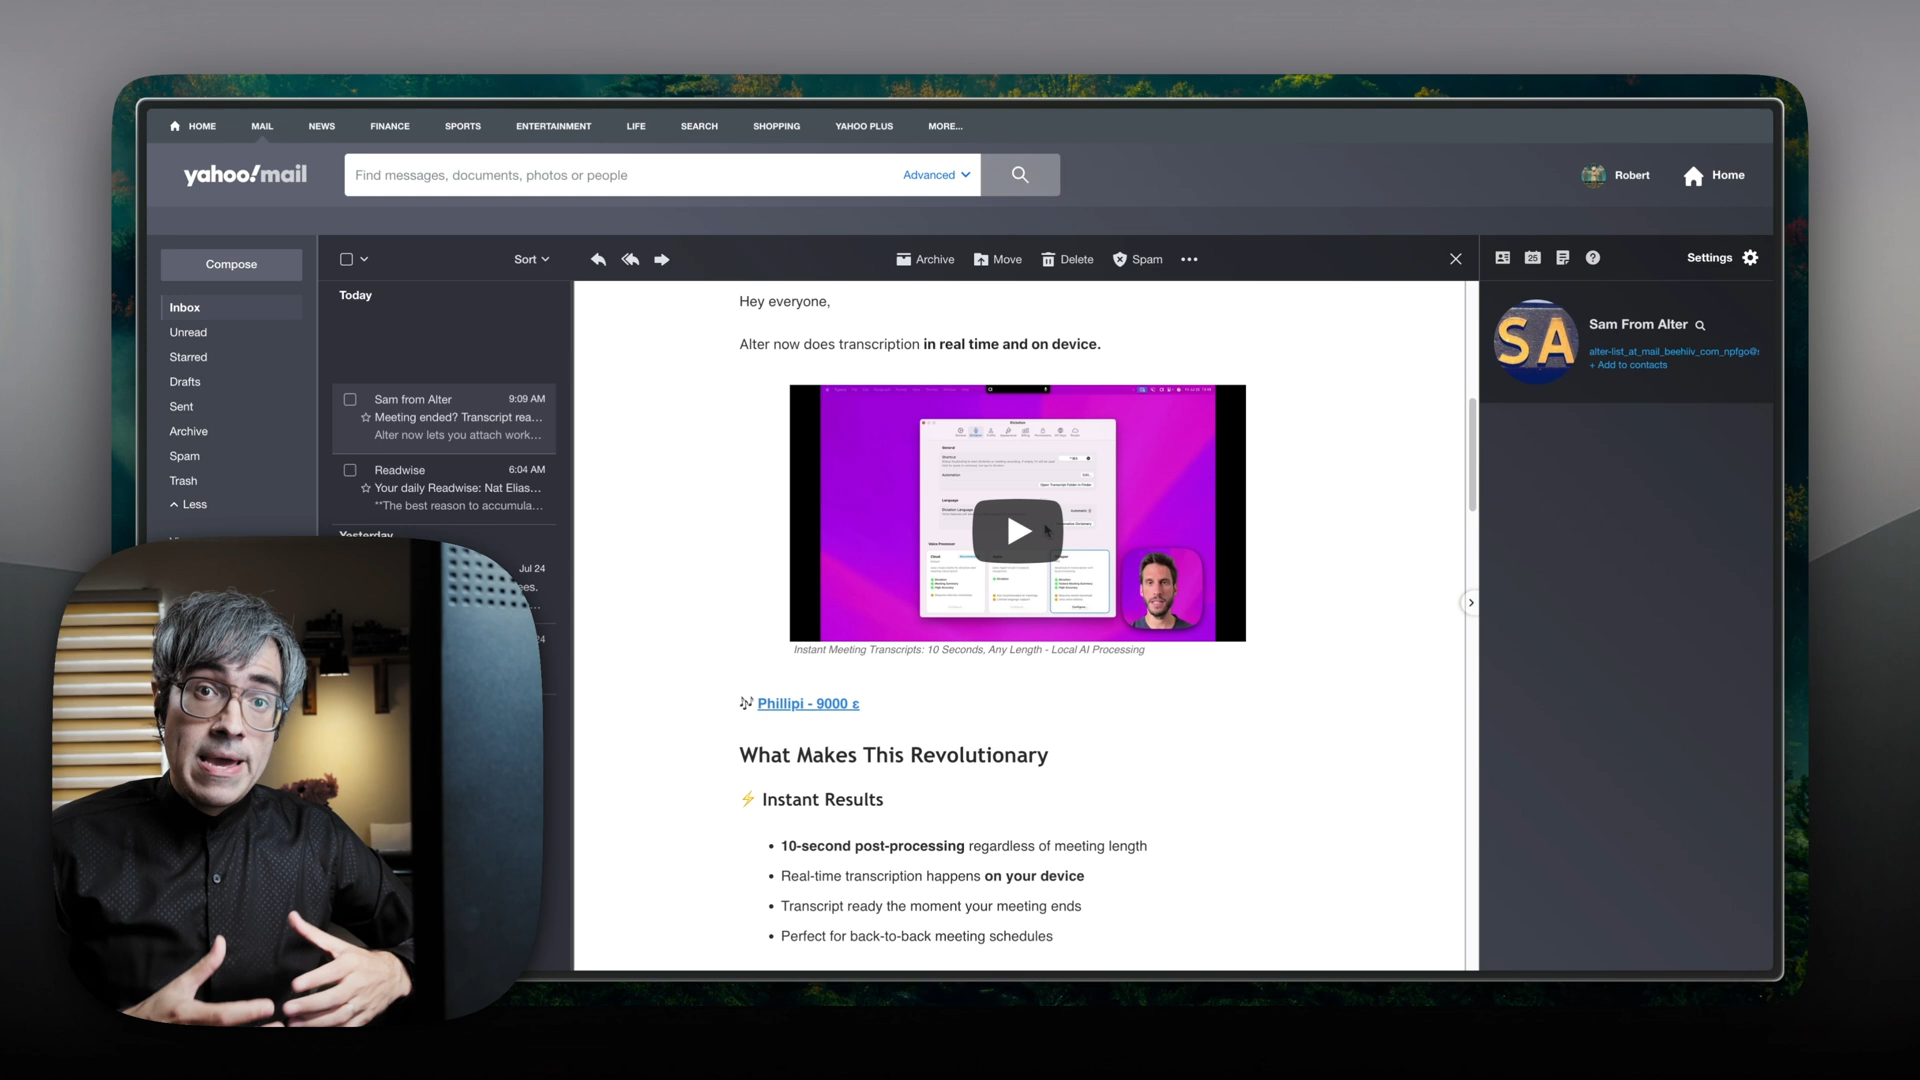 HOME MAIL NEWS FINANCE SPORTS ENTERTAINMENT LIFE SEARCH SHOPPING YAHOO PLUS MORE...
yahoo!mail
Find messages, documents, photos or people
Advanced
Robert
Home
Compose
Inbox
Unread
Starred
Drafts
Sent
Archive
Spam
Trash
Less
Sort
Today
Sam from Alter 9:09 AM
Meeting ended? Transcript rea...
Alter now lets you attach work...
Readwise 6:04 AM
Your daily Readwise: Nat Elias...
**The best reason to accumula...
Yesterday
Jul 24
Archive Move Delete Spam
Hey everyone,
Alter now does transcription in real time and on device.
Instant Meeting Transcripts: 10 Seconds, Any Length - Local AI Processing
🎶 Phillipi - 9000 ε
What Makes This Revolutionary
⚡ Instant Results
• 10-second post-processing regardless of meeting length
• Real-time transcription happens on your device
• Transcript ready the moment your meeting ends
• Perfect for back-to-back meeting schedules
25
Settings
SA
Sam From Alter
alter-list_at_mail_beehiiv_com_npfgo@
+ Add to contacts